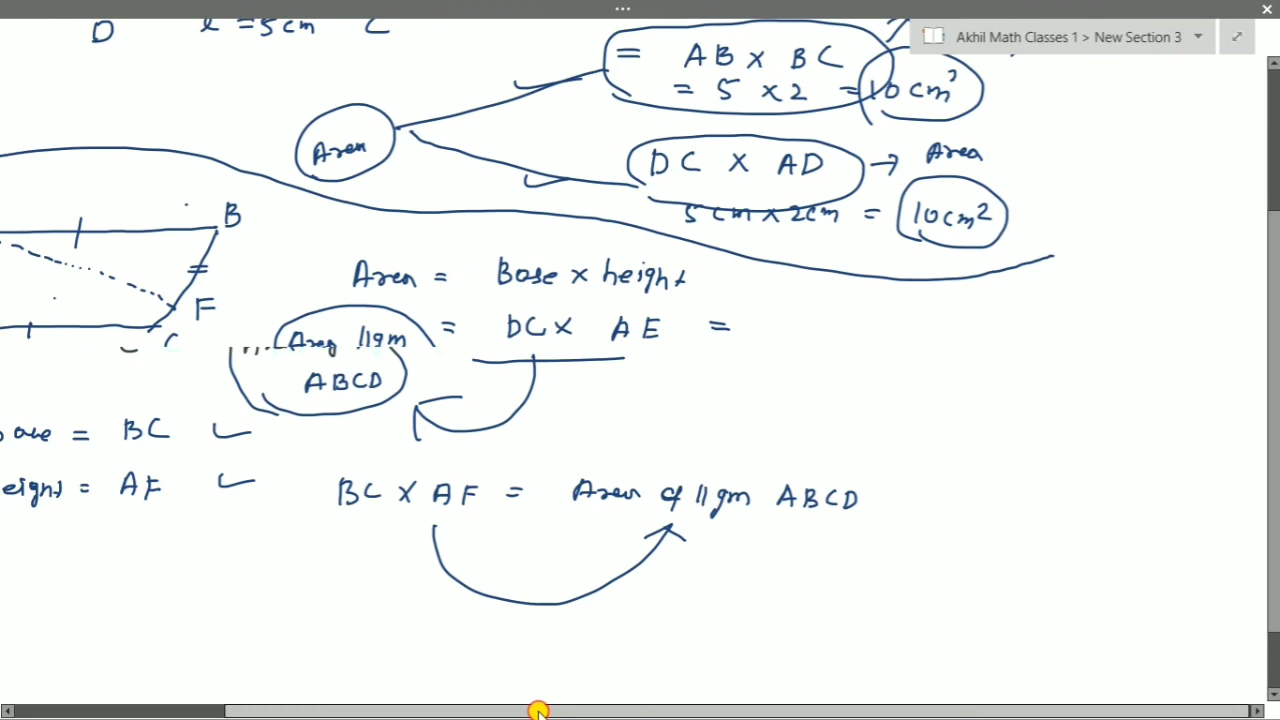 Akhil Math Classes 1 > New Section 3
D l = 5 cm C
= AB × BC
= 5 × 2 = 10 cm²
Area
DC × AD → Area
5 cm × 2 cm = 10 cm²
B
Area = Base × height
F
Area ||gm = DC × AE =
C
ABCD
= BC
= AF
BC × AF = Area of ||gm ABCD